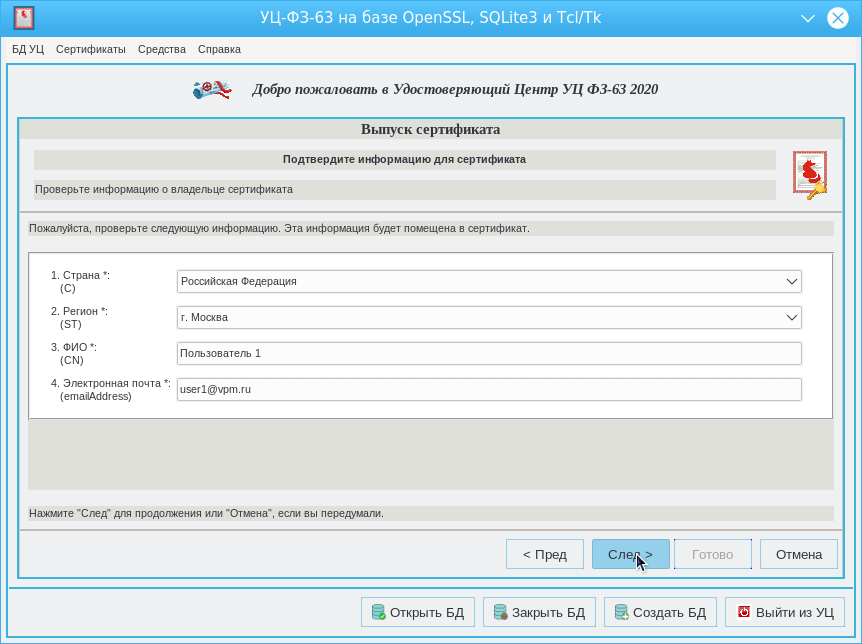 УЦ-ФЗ-63 на базе OpenSSL, SQLite3 и Tcl/Tk
БД УЦ Сертификаты Средства Справка
Добро пожаловать в Удостоверяющий Центр УЦ ФЗ-63 2020
Выпуск сертификата
Подтвердите информацию для сертификата
Проверьте информацию о владельце сертификата
Пожалуйста, проверьте следующую информацию. Эта информация будет помещена в сертификат.
1. Страна *:
(C)
Российская Федерация
2. Регион *:
(ST)
г. Москва
3. ФИО *:
(CN)
Пользователь 1
4. Электронная почта *:
(emailAddress)
user1@vpm.ru
Нажмите "След" для продолжения или "Отмена", если вы передумали.
< Пред След > Готово Отмена
Открыть БД Закрыть БД Создать БД Выйти из УЦ